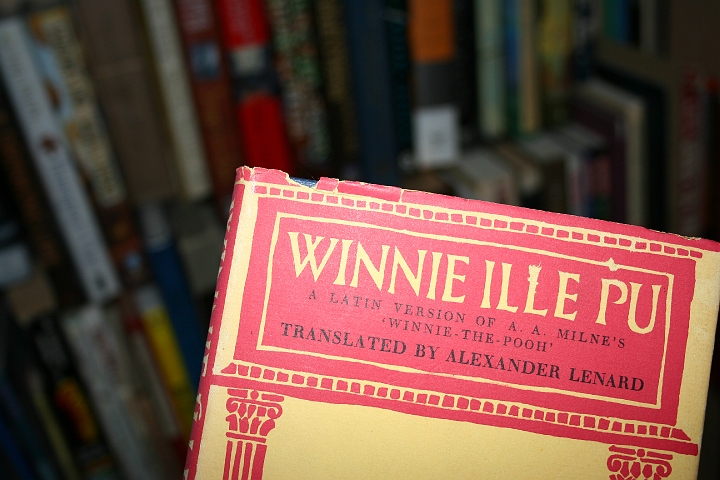 WINNIE ILLE PU
A LATIN VERSION OF A. A. MILNE'S
'WINNIE-THE-POOH'
TRANSLATED BY ALEXANDER LENARD